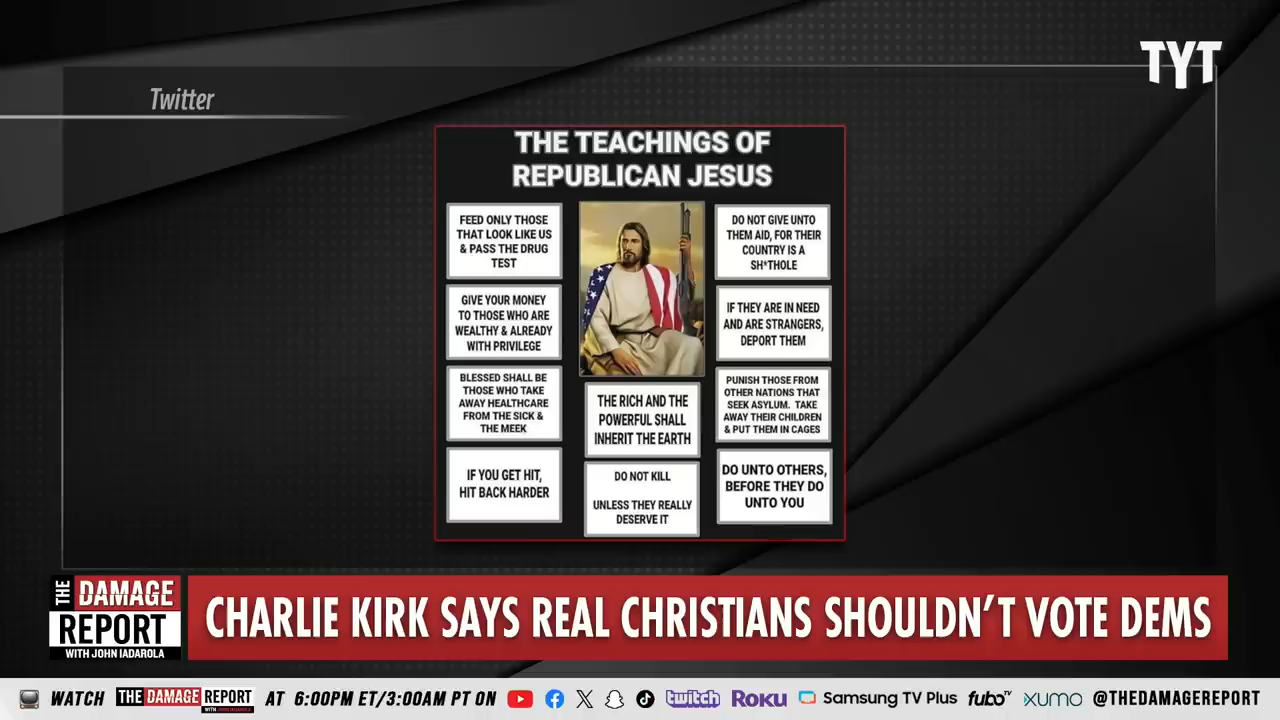 TYT
Twitter
THE TEACHINGS OF
REPUBLICAN JESUS
FEED ONLY THOSE
THAT LOOK LIKE US
& PASS THE DRUG
TEST
GIVE YOUR MONEY
TO THOSE WHO ARE
WEALTHY & ALREADY
WITH PRIVILEGE
BLESSED SHALL BE
THOSE WHO TAKE
AWAY HEALTHCARE
FROM THE SICK &
THE MEEK
IF YOU GET HIT,
HIT BACK HARDER
THE RICH AND THE
POWERFUL SHALL
INHERIT THE EARTH
DO NOT KILL
UNLESS THEY REALLY
DESERVE IT
DO NOT GIVE UNTO
THEM AID, FOR THEIR
COUNTRY IS A
SH*THOLE
IF THEY ARE IN NEED
AND ARE STRANGERS,
DEPORT THEM
PUNISH THOSE FROM
OTHER NATIONS THAT
SEEK ASYLUM. TAKE
AWAY THEIR CHILDREN
& PUT THEM IN CAGES
DO UNTO OTHERS,
BEFORE THEY DO
UNTO YOU
THE DAMAGE
REPORT
WITH JOHN IADAROLA
CHARLIE KIRK SAYS REAL CHRISTIANS SHOULDN'T VOTE DEMS
WATCH THE DAMAGE REPORT WITH JOHN IADAROLA AT 6:00PM ET/3:00AM PT ON twitch ROKU SAMSUNG TV Plus fubo TV xumo @THEDAMAGEREPORT